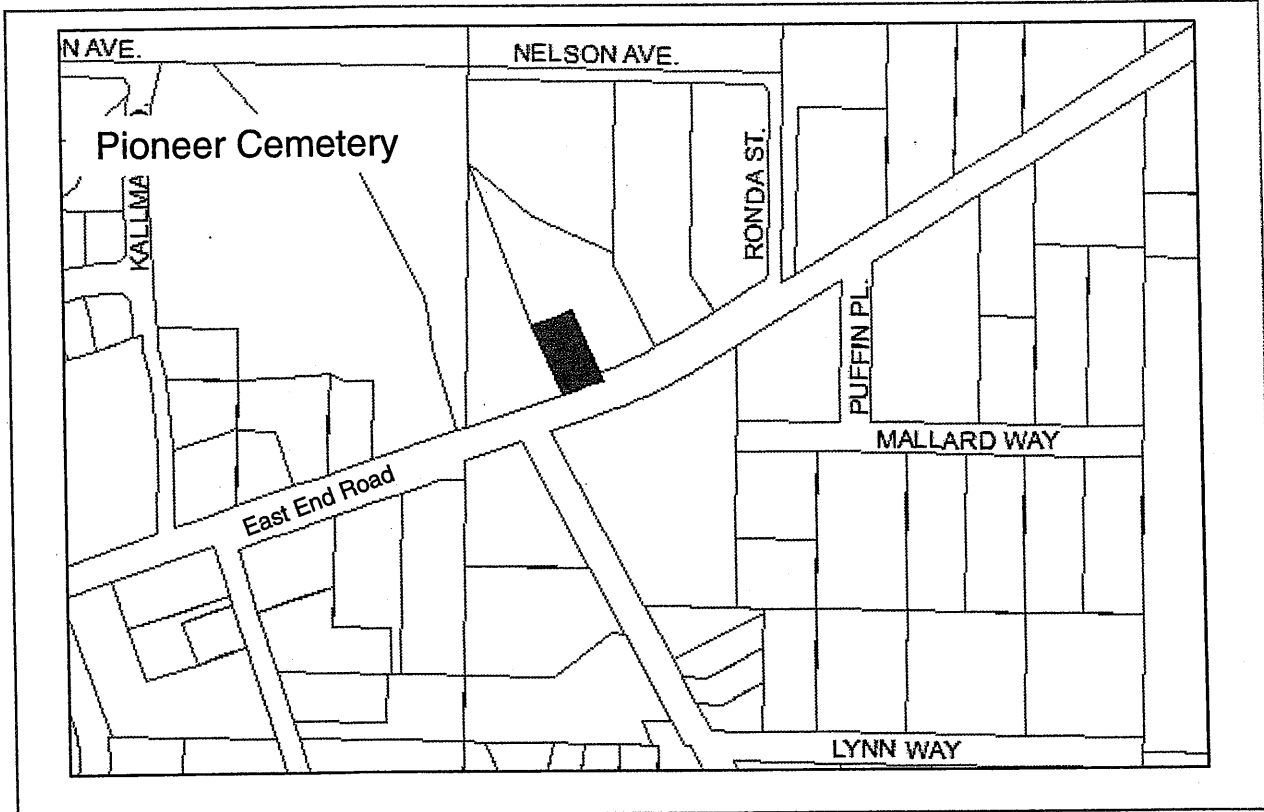 N AVE.
NELSON AVE.
Pioneer Cemetery
KALLMA
RONDA ST.
PUFFIN PL.
MALLARD WAY
East End Road
LYNN WAY